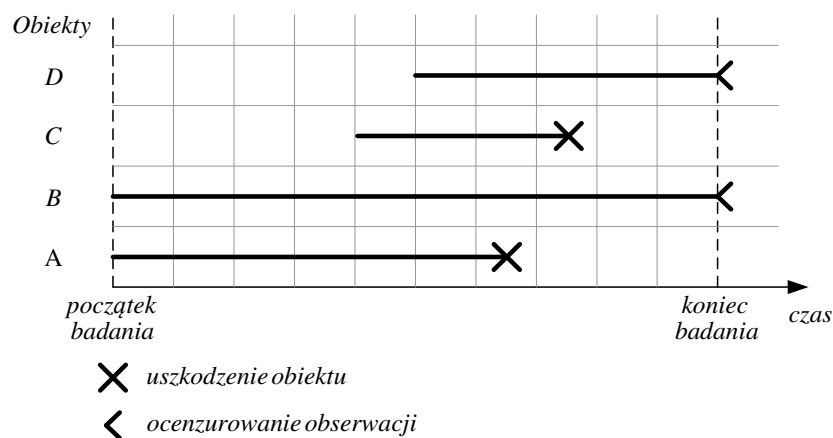 Obiekty
D
C
B
A
początek
badania
koniec
badania
czas
uszkodzenie obiektu
ocenzurowanie obserwacji